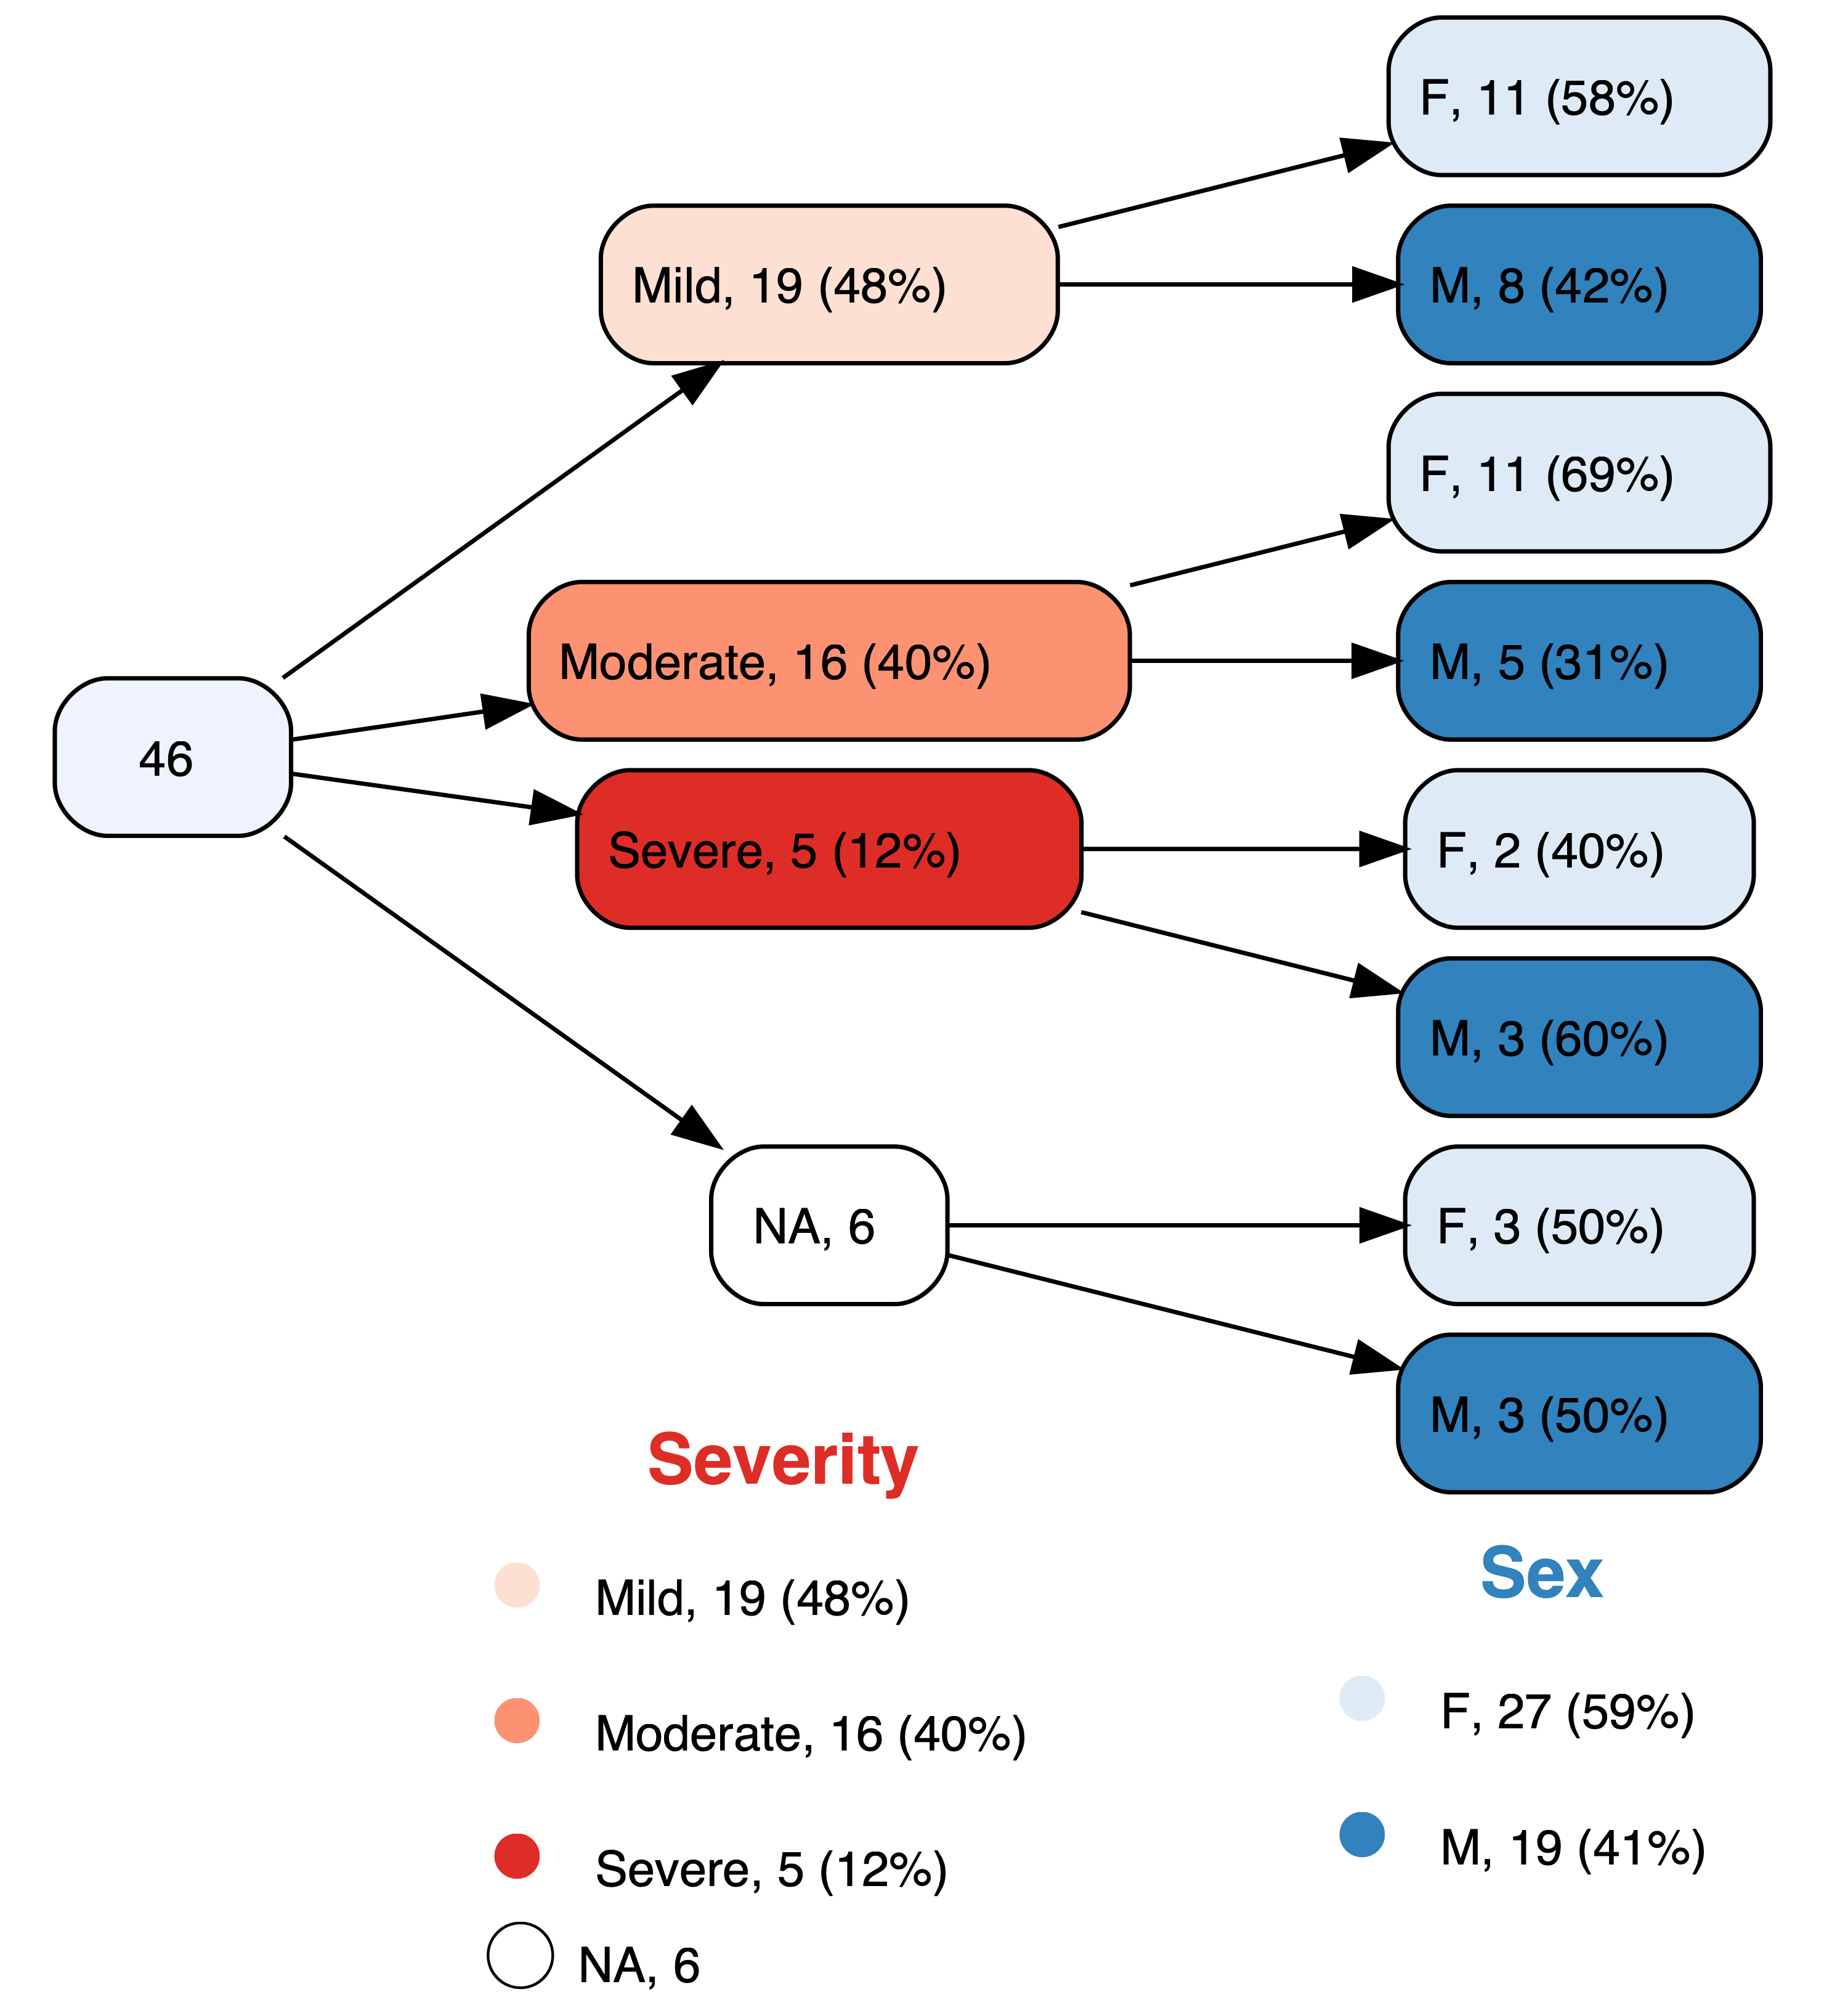 F, 11 (58%)
Mild, 19 (48%)
M, 8 (42%)
F, 11 (69%)
Moderate, 16 (40%)
M, 5 (31%)
46
Severe, 5 (12%)
F, 2 (40%)
M, 3 (60%)
NA, 6
F, 3 (50%)
M, 3 (50%)
Severity
Mild, 19 (48%)
Moderate, 16 (40%)
Severe, 5 (12%)
NA, 6
Sex
F, 27 (59%)
M, 19 (41%)